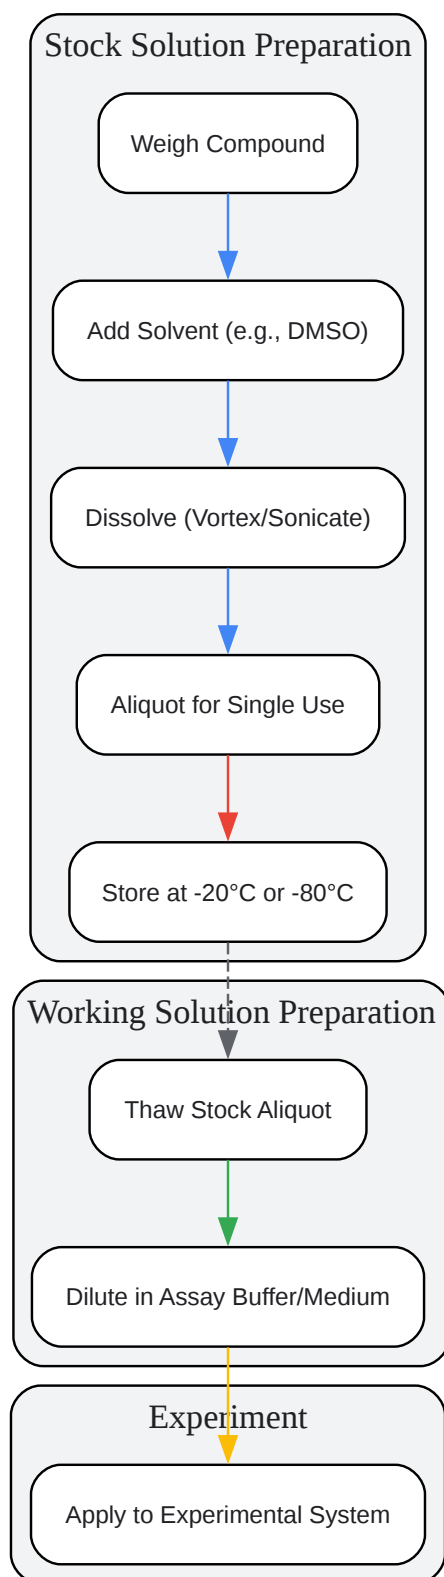 Stock Solution Preparation
Weigh Compound
Add Solvent (e.g., DMSO)
Dissolve (Vortex/Sonicate)
Aliquot for Single Use
Store at -20°C or -80°C
Working Solution Preparation
Thaw Stock Aliquot
Dilute in Assay Buffer/Medium
Experiment
Apply to Experimental System